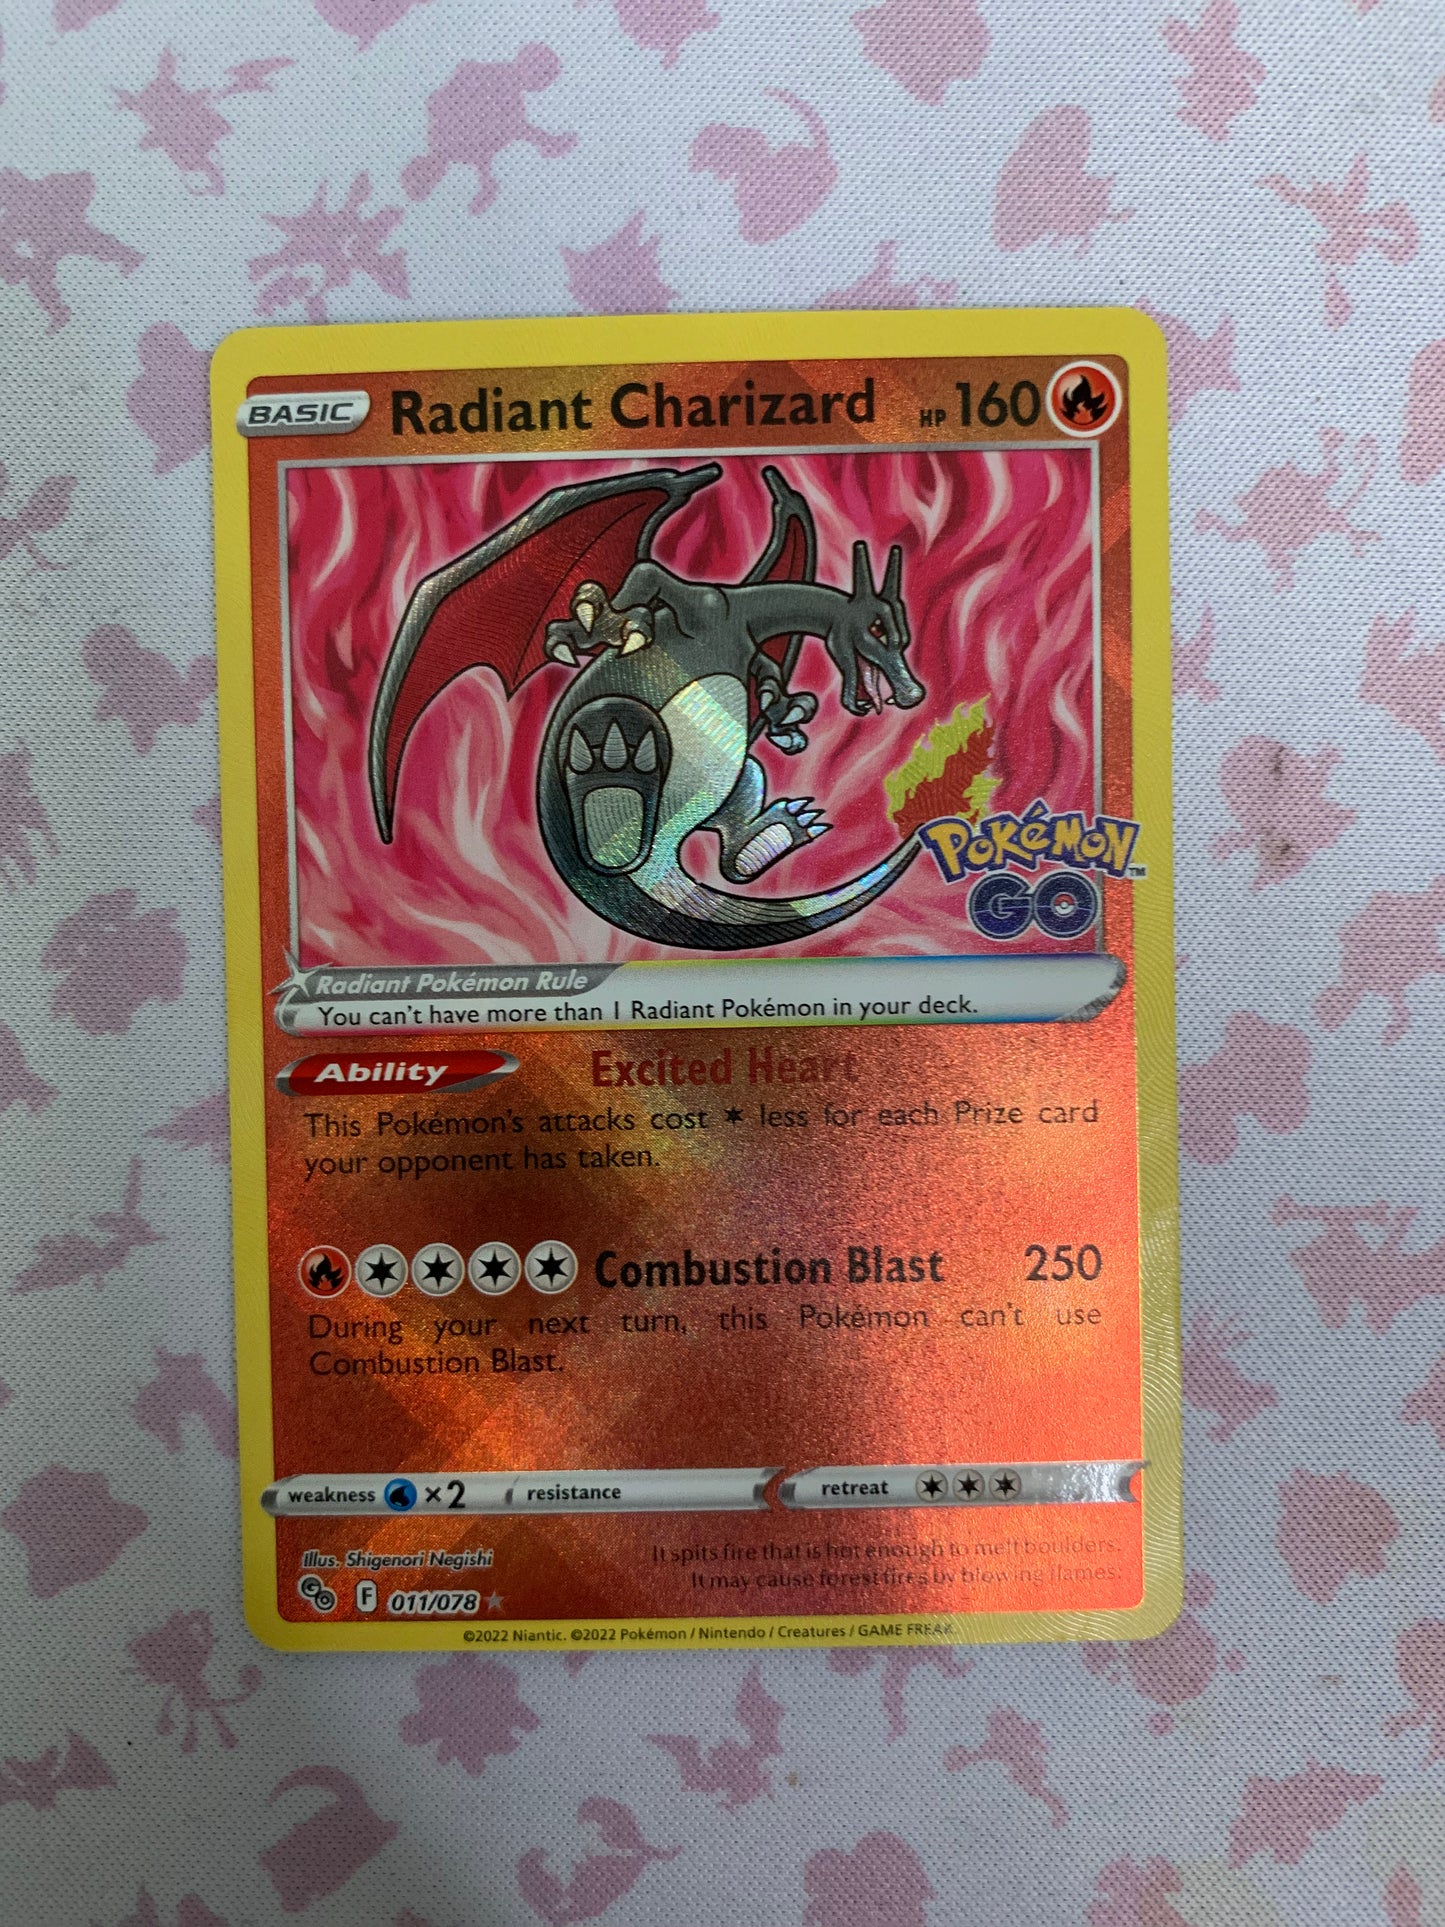 BASIC Radiant Charizard HP 160
POKÉMON™
GO
Radiant Pokémon Rule
You can't have more than 1 Radiant Pokémon in your deck.
Ability Excited Heart
This Pokémon's attacks cost less for each Prize card
your opponent has taken.
Combustion Blast 250
During your next turn, this Pokémon can't use
Combustion Blast.
weakness ×2 resistance retreat
Illus. Shigenori Negishi
It spits fire that is hot enough to melt boulders.
It may cause forest fires by blowing flames.
GO F 011/078
©2022 Niantic. ©2022 Pokémon / Nintendo / Creatures / GAME FREAK.